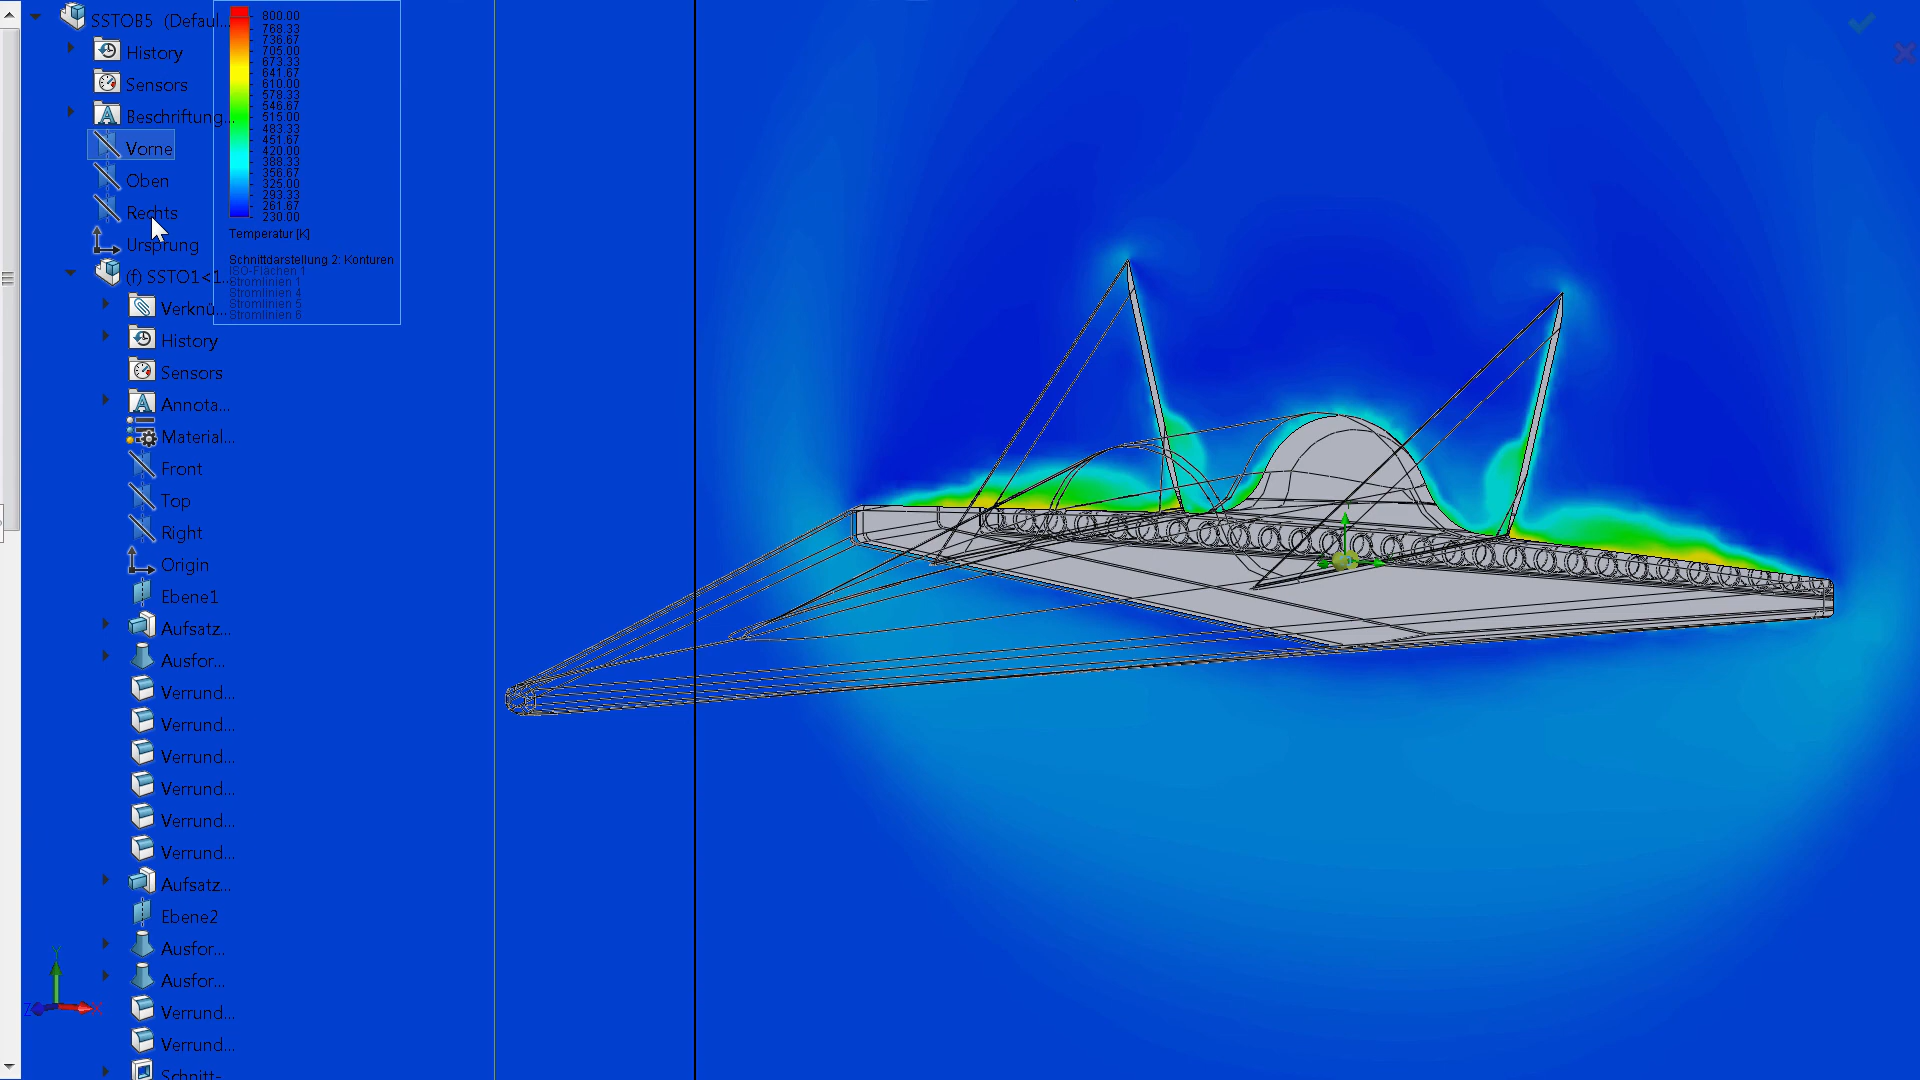 SSTOB5 (Defaul...
History
Sensors
Beschriftung...
Vorne
Oben
Rechts
Ursprung
(f) SSTO1<1...
Verknü...
History
Sensors
Annota...
Material...
Front
Top
Right
Origin
Ebene1
Aufsatz...
Ausfor...
Verrund...
Verrund...
Verrund...
Verrund...
Verrund...
Verrund...
Aufsatz...
Ebene2
Ausfor...
Ausfor...
Verrund...
Verrund...
Schnitt-...
800.00
768.33
736.67
705.00
673.33
641.67
610.00
578.33
546.67
515.00
483.33
451.67
420.00
388.33
356.67
325.00
293.33
261.67
230.00
Temperatur [K]
Schnittdarstellung 2: Konturen
ISO-Flächen 1
Stromlinien 1
Stromlinien 4
Stromlinien 5
Stromlinien 6
Y
Z
X